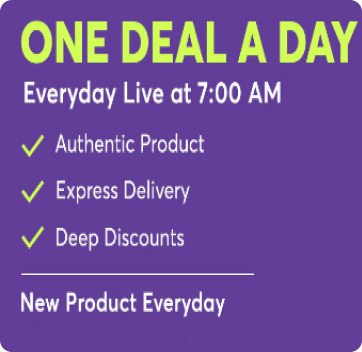 ONE DEAL A DAY
Everyday Live at 7:00 AM
Authentic Product
Express Delivery
Deep Discounts
New Product Everyday